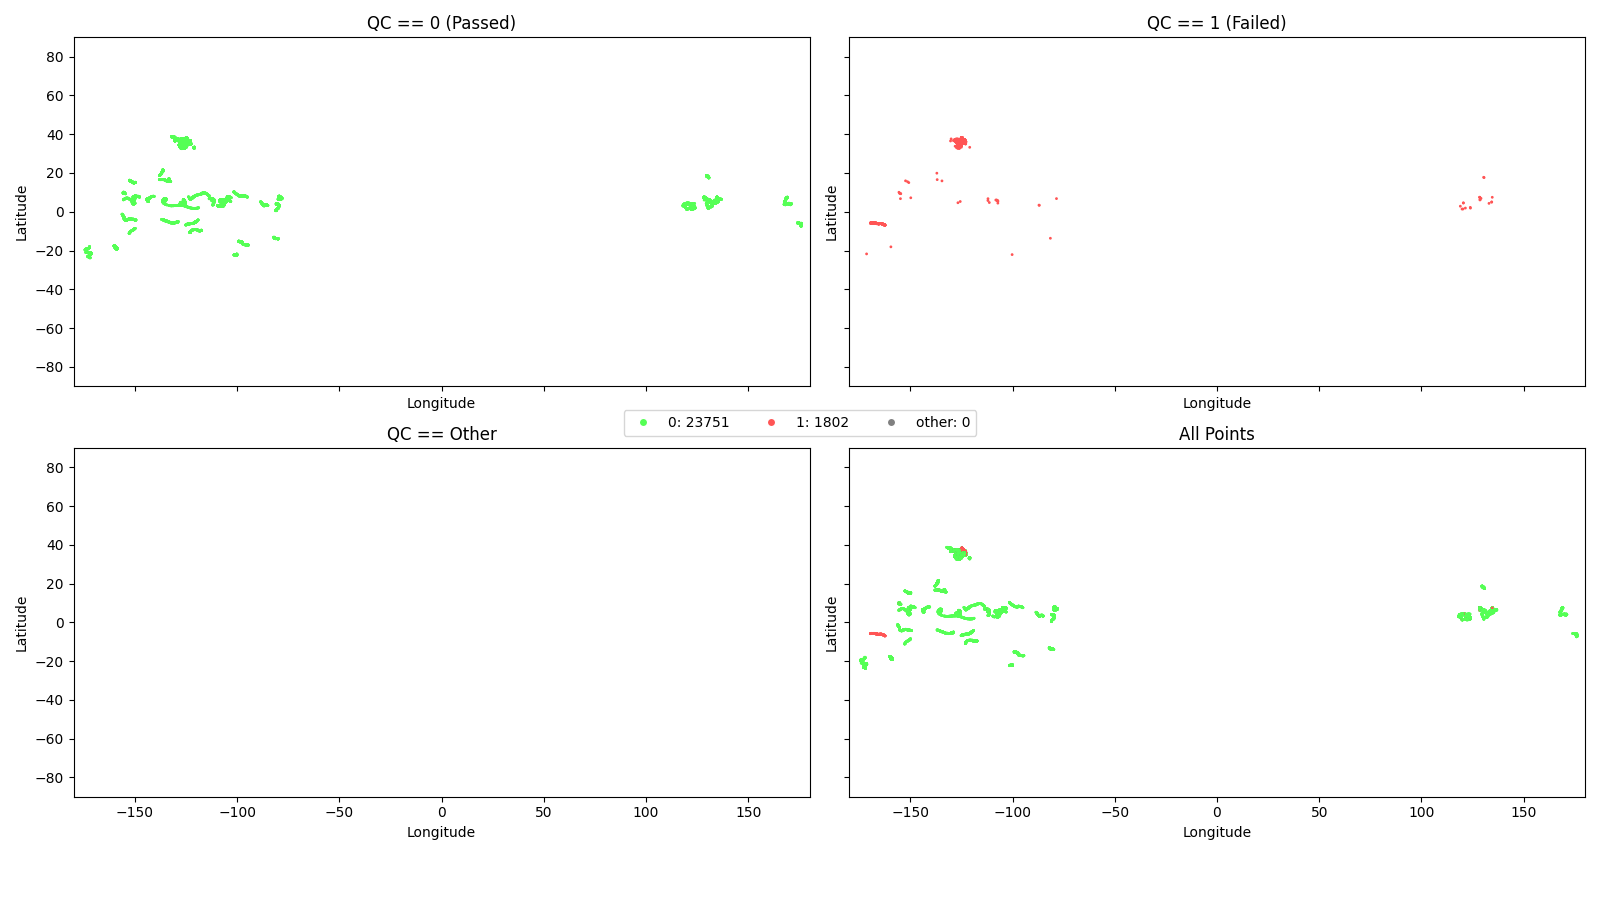 QC == 0 (Passed)
QC == 1 (Failed)
80
60
40
20
0
−20
−40
−60
−80
Latitude
Latitude
Longitude
Longitude
0: 23751 1: 1802 other: 0
QC == Other
All Points
80
60
40
20
0
−20
−40
−60
−80
Latitude
Latitude
−150 −100 −50 0 50 100 150
−150 −100 −50 0 50 100 150
Longitude
Longitude